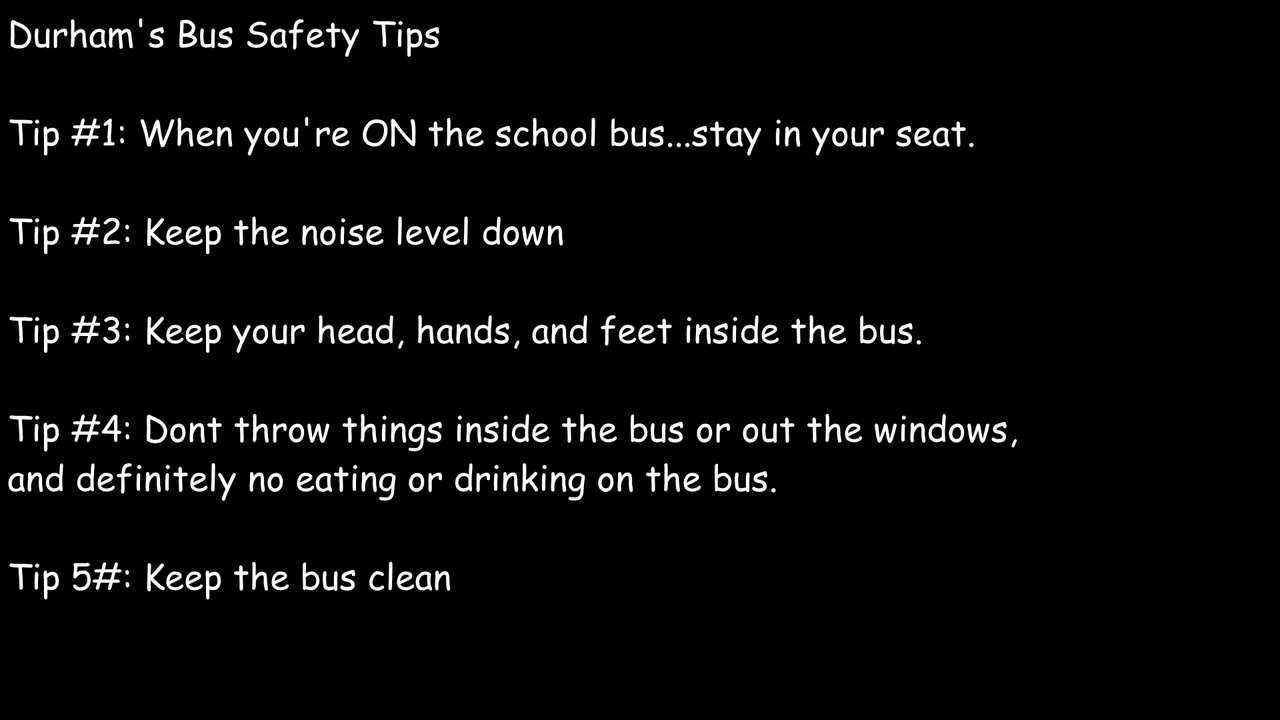 Durham's Bus Safety Tips
Tip #1: When you're ON the school bus...stay in your seat.
Tip #2: Keep the noise level down
Tip #3: Keep your head, hands, and feet inside the bus.
Tip #4: Dont throw things inside the bus or out the windows,
and definitely no eating or drinking on the bus.
Tip 5#: Keep the bus clean